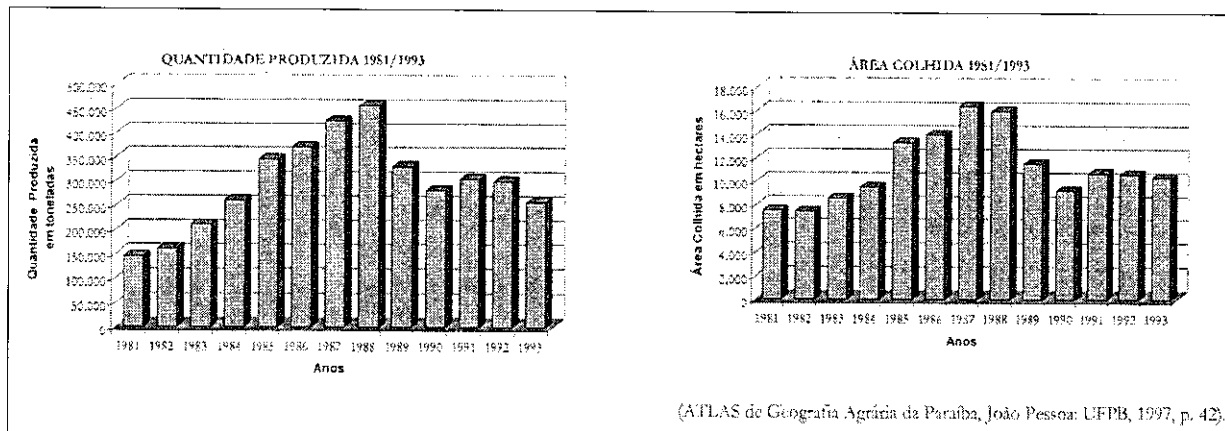 QUANTIDADE PRODUZIDA 1981/1993
Quantidade Produzida
em toneladas
500.000
450.000
400.000
350.000
300.000
250.000
200.000
150.000
100.000
50.000
0
1981 1982 1983 1984 1985 1986 1987 1988 1989 1990 1991 1992 1993
Anos
ÁREA COLHIDA 1981/1993
Área Colhida em hectares
18.000
16.000
14.000
12.000
10.000
8.000
6.000
4.000
2.000
0
1981 1982 1983 1984 1985 1986 1987 1988 1989 1990 1991 1992 1993
Anos
(ATLAS de Geografia Agrária da Paraíba, João Pessoa: UFPB, 1997, p. 42).